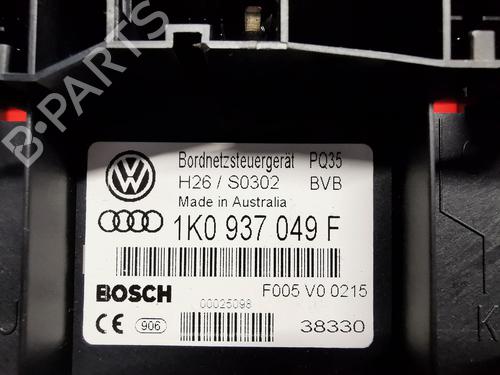 Bordnetzsteuergerät PQ35
H26 / S0302 BVB
Made in Australia
1K0 937 049 F
BOSCH F005 V0 0215
00025098
CE 906 38330
B-PARTS